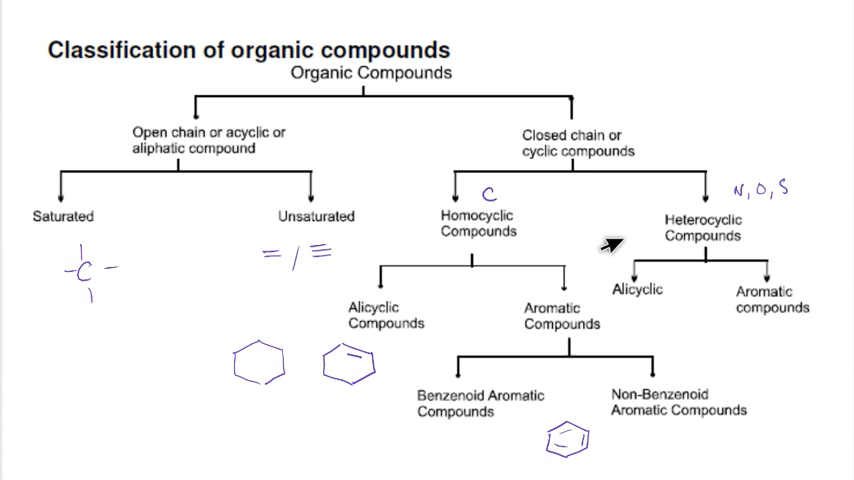 Classification of organic compounds
Organic Compounds
Open chain or acyclic or
aliphatic compound
Closed chain or
cyclic compounds
Saturated
Unsaturated
C
Homocyclic
Compounds
N, O, S
Heterocyclic
Compounds
C
= / ≡
Alicyclic
Compounds
Aromatic
Compounds
Alicyclic
Aromatic
compounds
Benzenoid Aromatic
Compounds
Non-Benzenoid
Aromatic Compounds